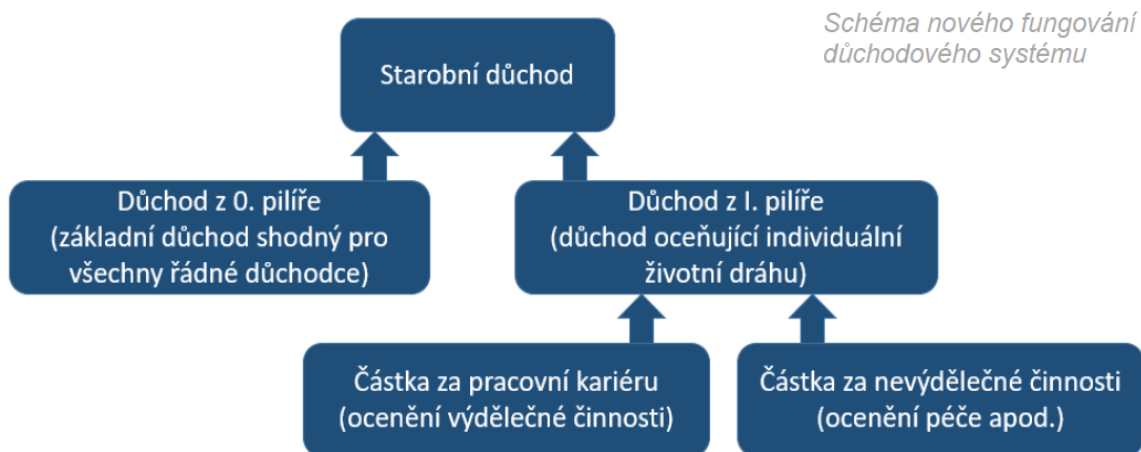 Schéma nového fungování
důchodového systému
Starobní důchod
Důchod z 0. pilíře
(základní důchod shodný pro
všechny řádné důchodce)
Důchod z I. pilíře
(důchod oceňující individuální
životní dráhu)
Částka za pracovní kariéru
(ocenění výdělečné činnosti)
Částka za nevýdělečné činnosti
(ocenění péče apod.)